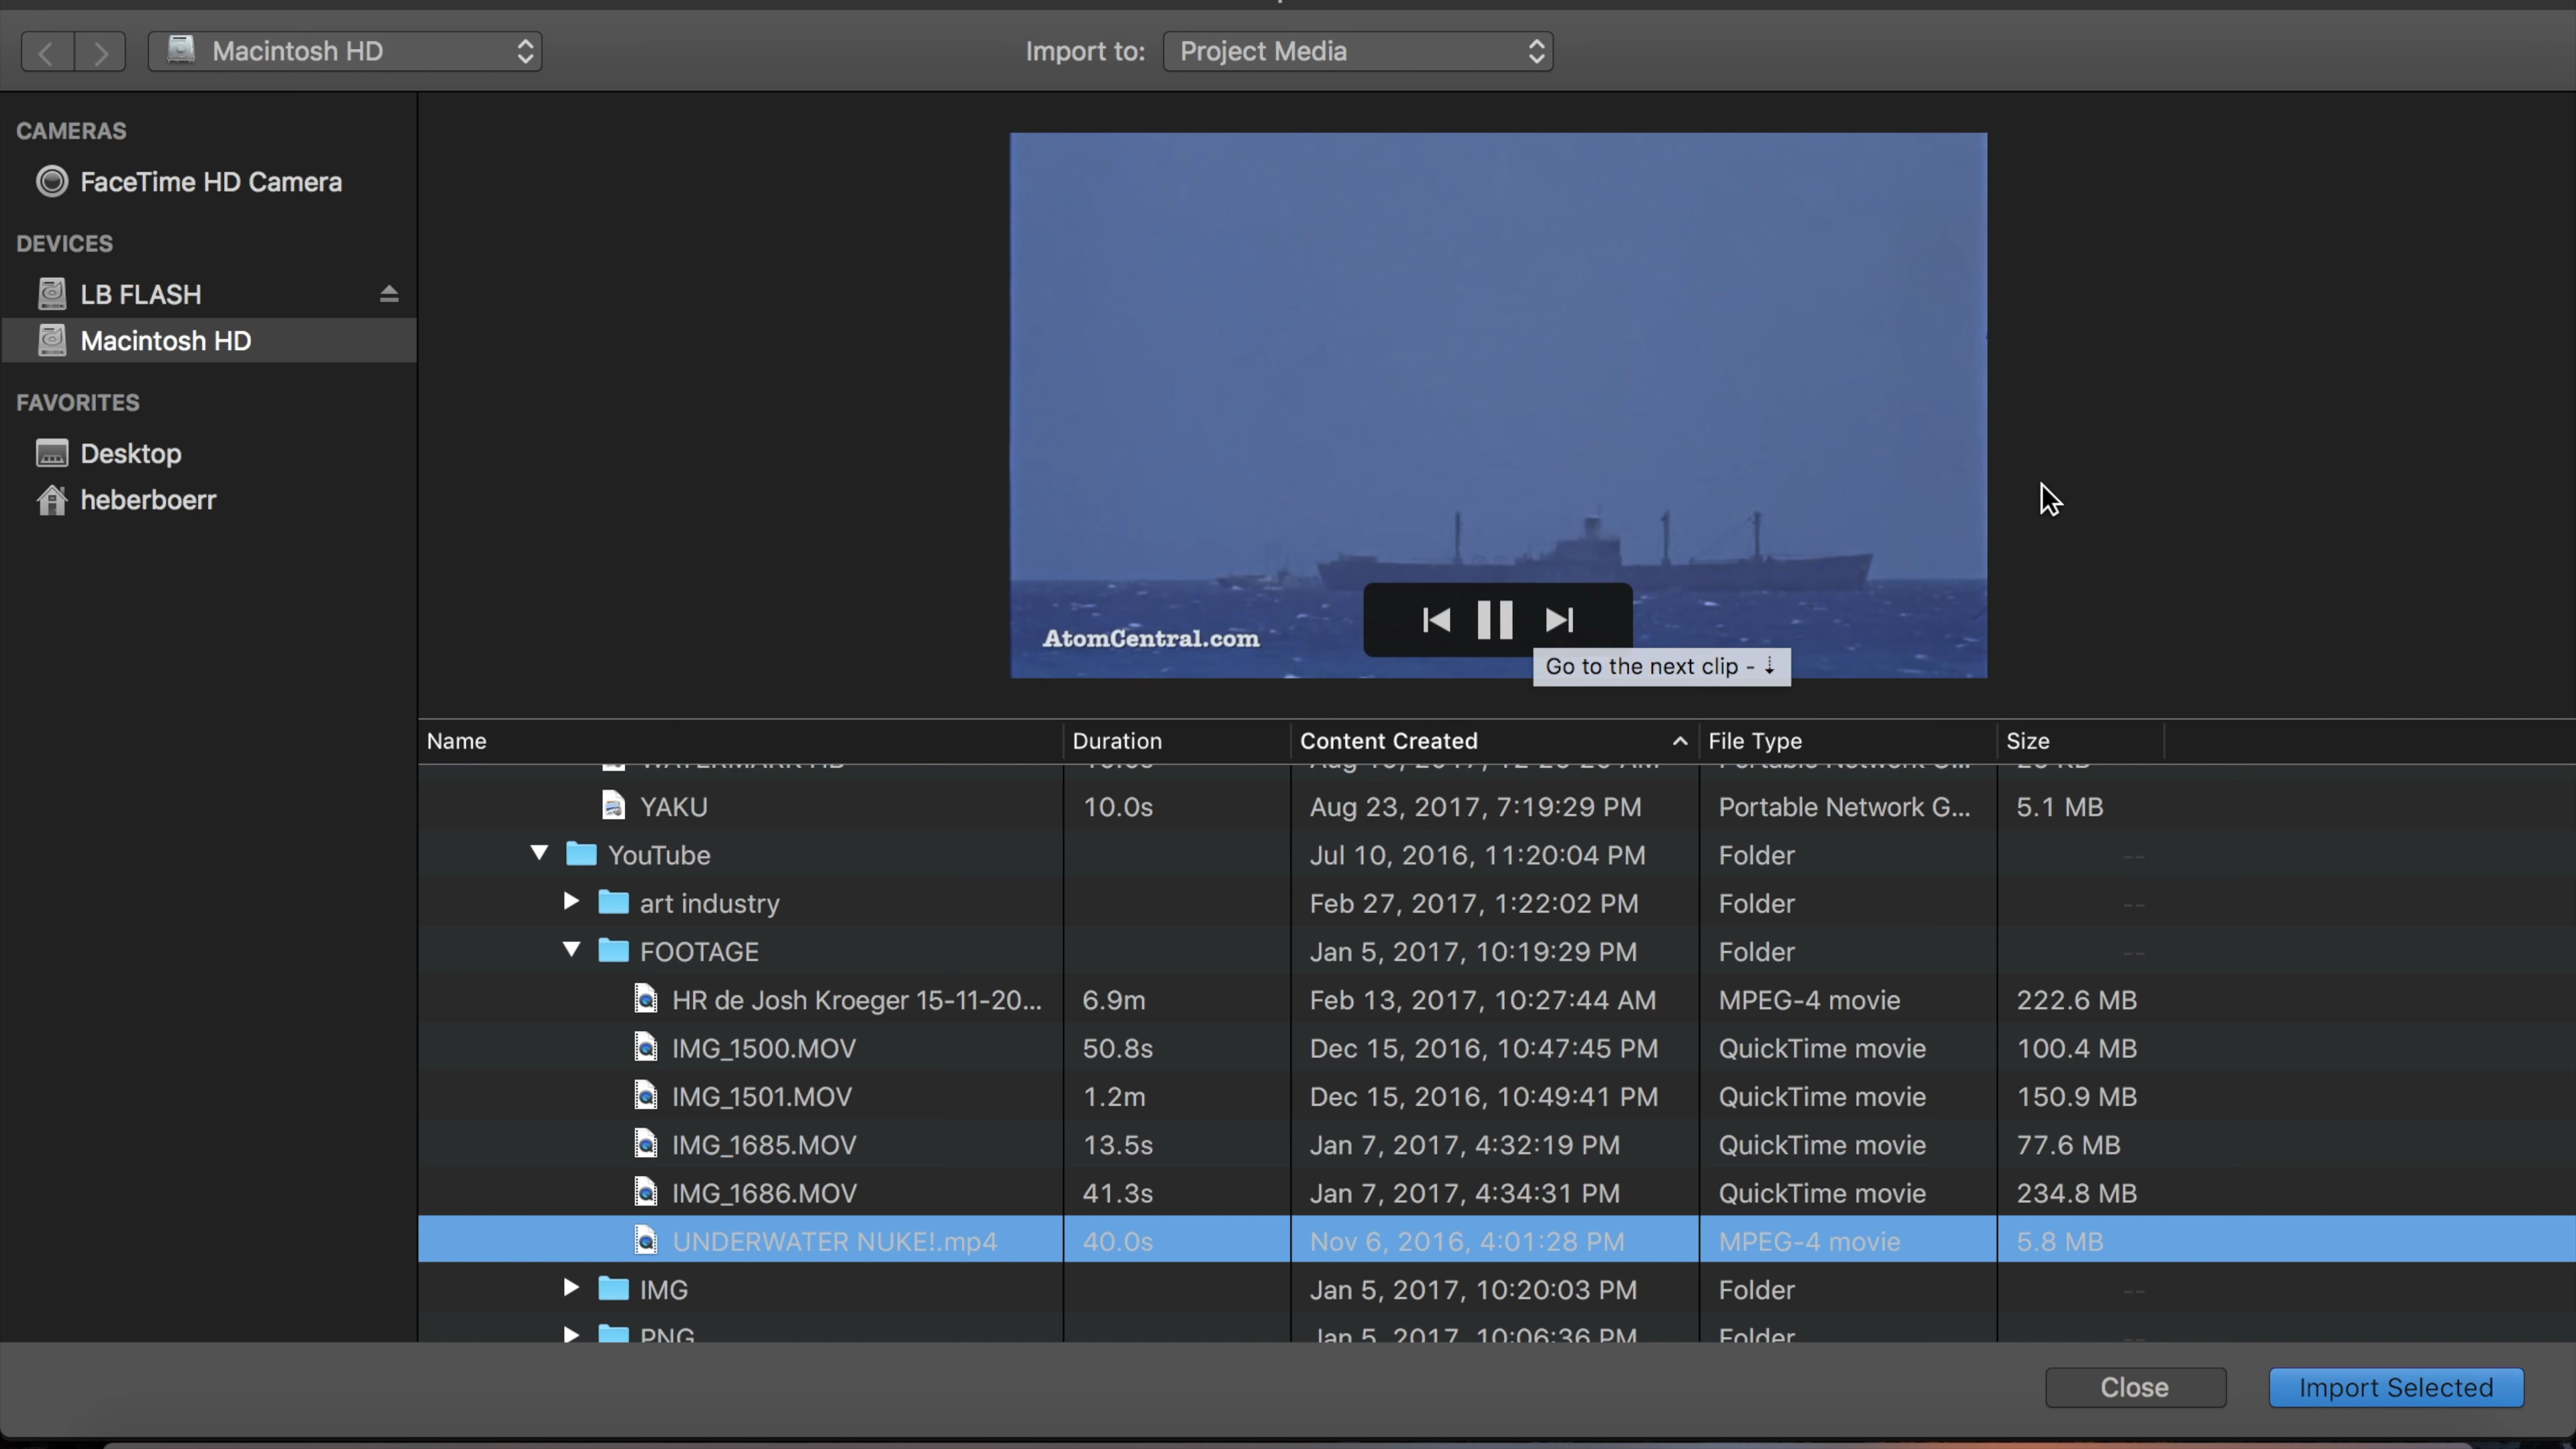 Macintosh HD
Import to: Project Media
CAMERAS
FaceTime HD Camera
DEVICES
LB FLASH
Macintosh HD
FAVORITES
Desktop
heberboerr
AtomCentral.com
Go to the next clip - ⇣
Name Duration Content Created File Type Size
YAKU 10.0s Aug 23, 2017, 7:19:29 PM Portable Network G... 5.1 MB
YouTube Jul 10, 2016, 11:20:04 PM Folder --
art industry Feb 27, 2017, 1:22:02 PM Folder --
FOOTAGE Jan 5, 2017, 10:19:29 PM Folder --
HR de Josh Kroeger 15-11-20... 6.9m Feb 13, 2017, 10:27:44 AM MPEG-4 movie 222.6 MB
IMG_1500.MOV 50.8s Dec 15, 2016, 10:47:45 PM QuickTime movie 100.4 MB
IMG_1501.MOV 1.2m Dec 15, 2016, 10:49:41 PM QuickTime movie 150.9 MB
IMG_1685.MOV 13.5s Jan 7, 2017, 4:32:19 PM QuickTime movie 77.6 MB
IMG_1686.MOV 41.3s Jan 7, 2017, 4:34:31 PM QuickTime movie 234.8 MB
UNDERWATER NUKE!.mp4 40.0s Nov 6, 2016, 4:01:28 PM MPEG-4 movie 5.8 MB
IMG Jan 5, 2017, 10:20:03 PM Folder --
PNG Jan 5, 2017, 10:06:36 PM Folder --
Close Import Selected